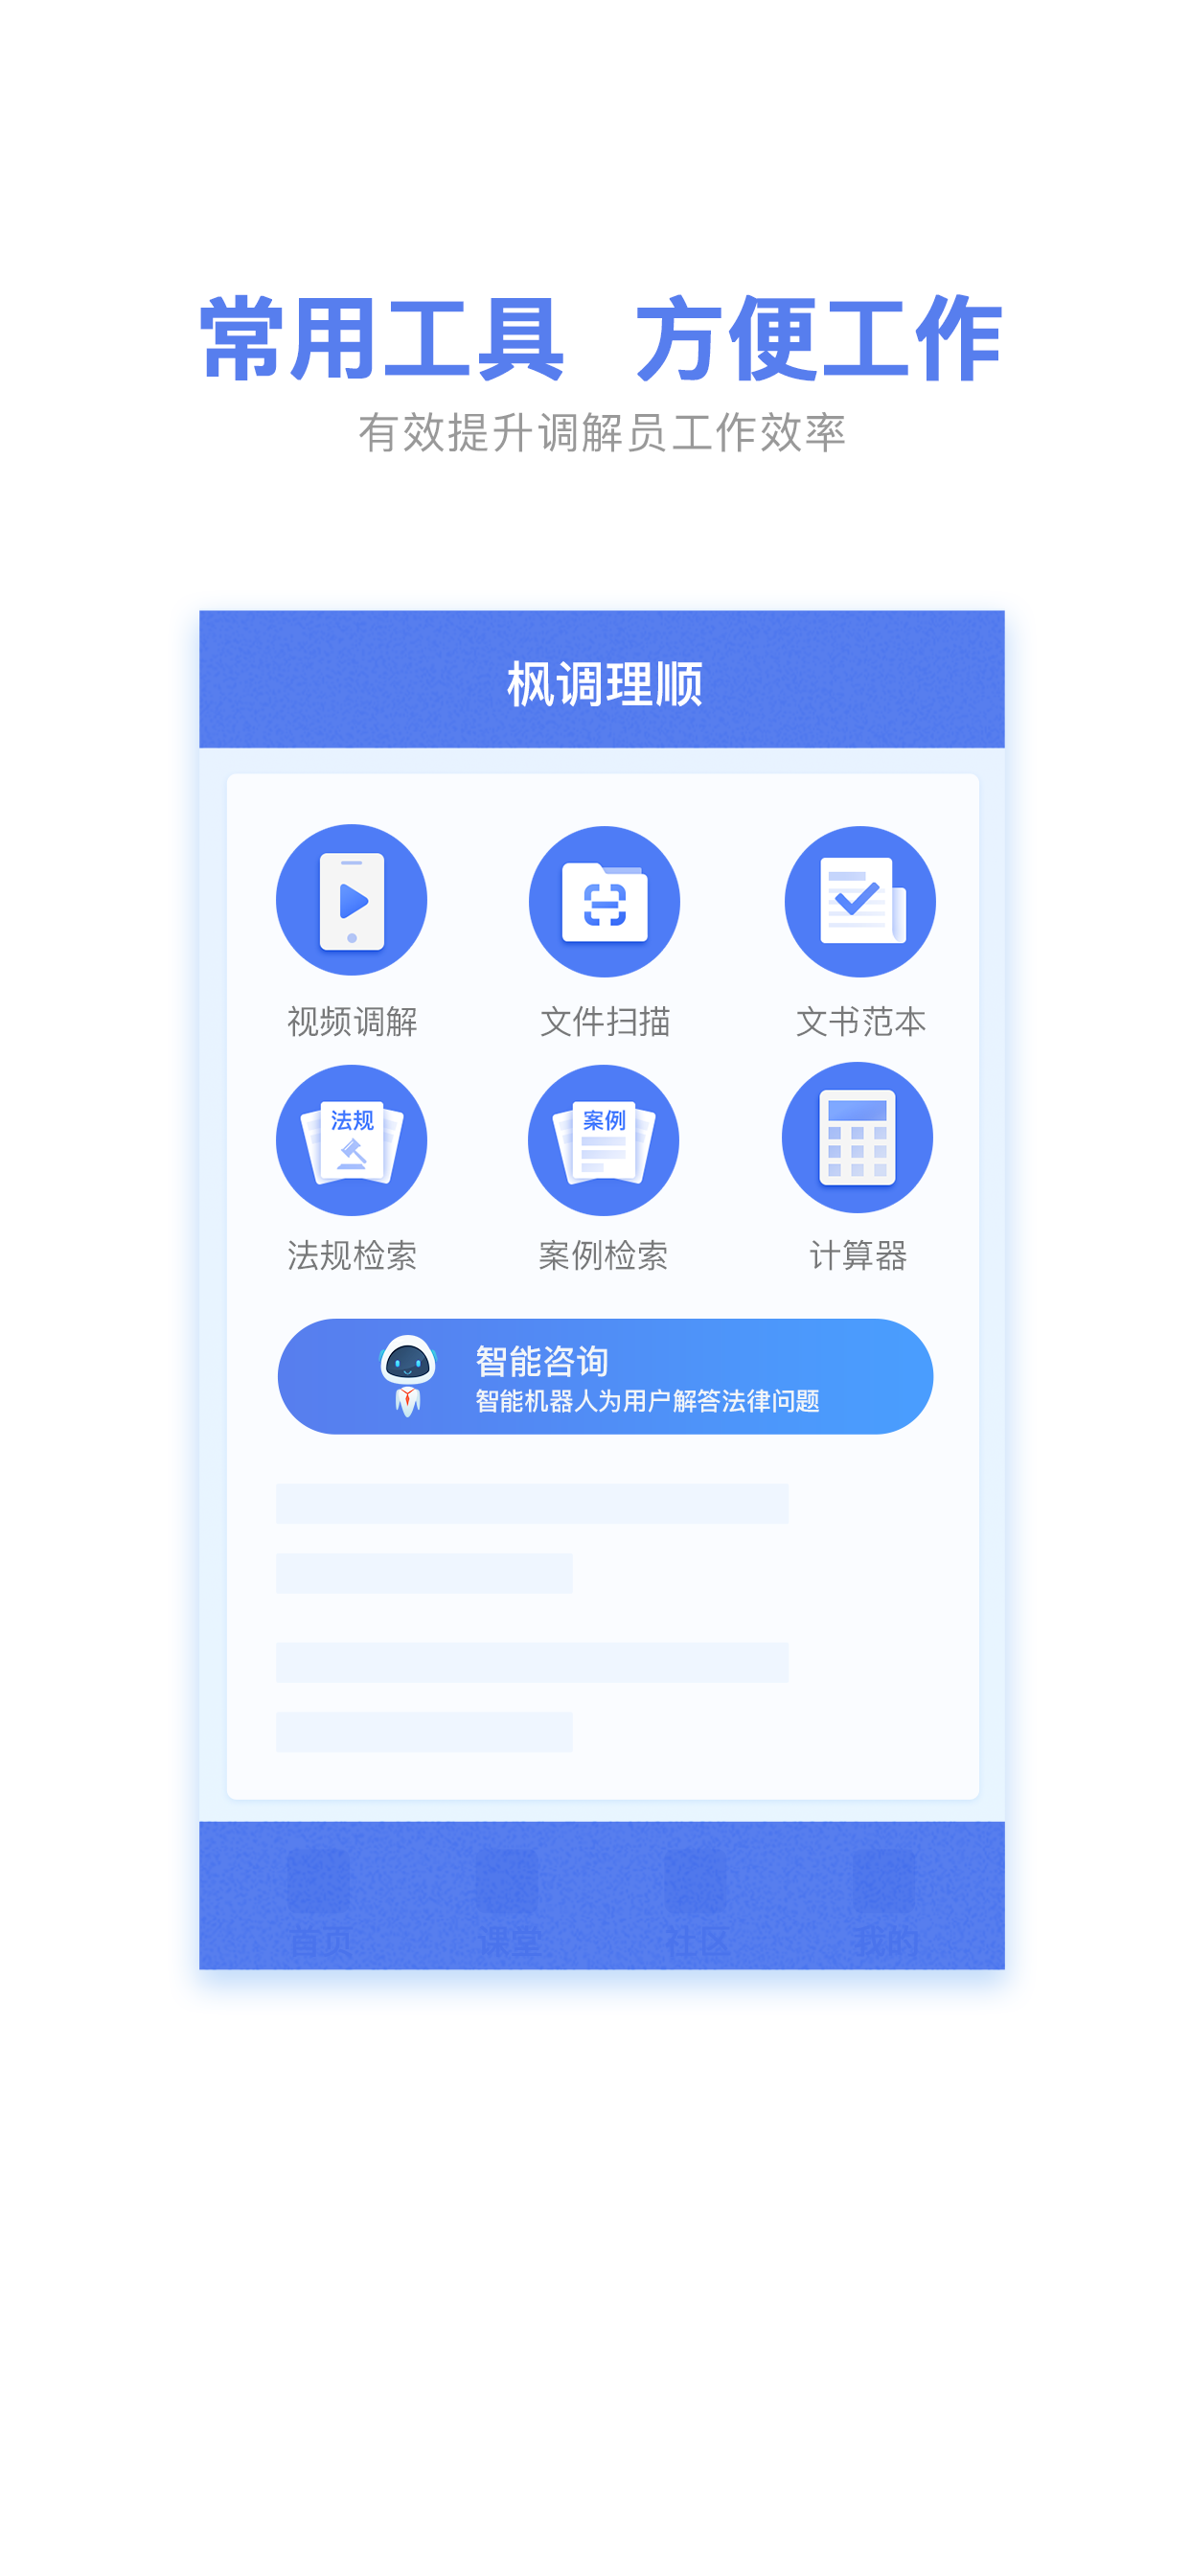 常用工具 方便工作
有效提升调解员工作效率
枫调理顺
视频调解 文件扫描 文书范本
法规 案例
法规检索 案例检索 计算器
智能咨询
智能机器人为用户解答法律问题
首页 课堂 社区 我的